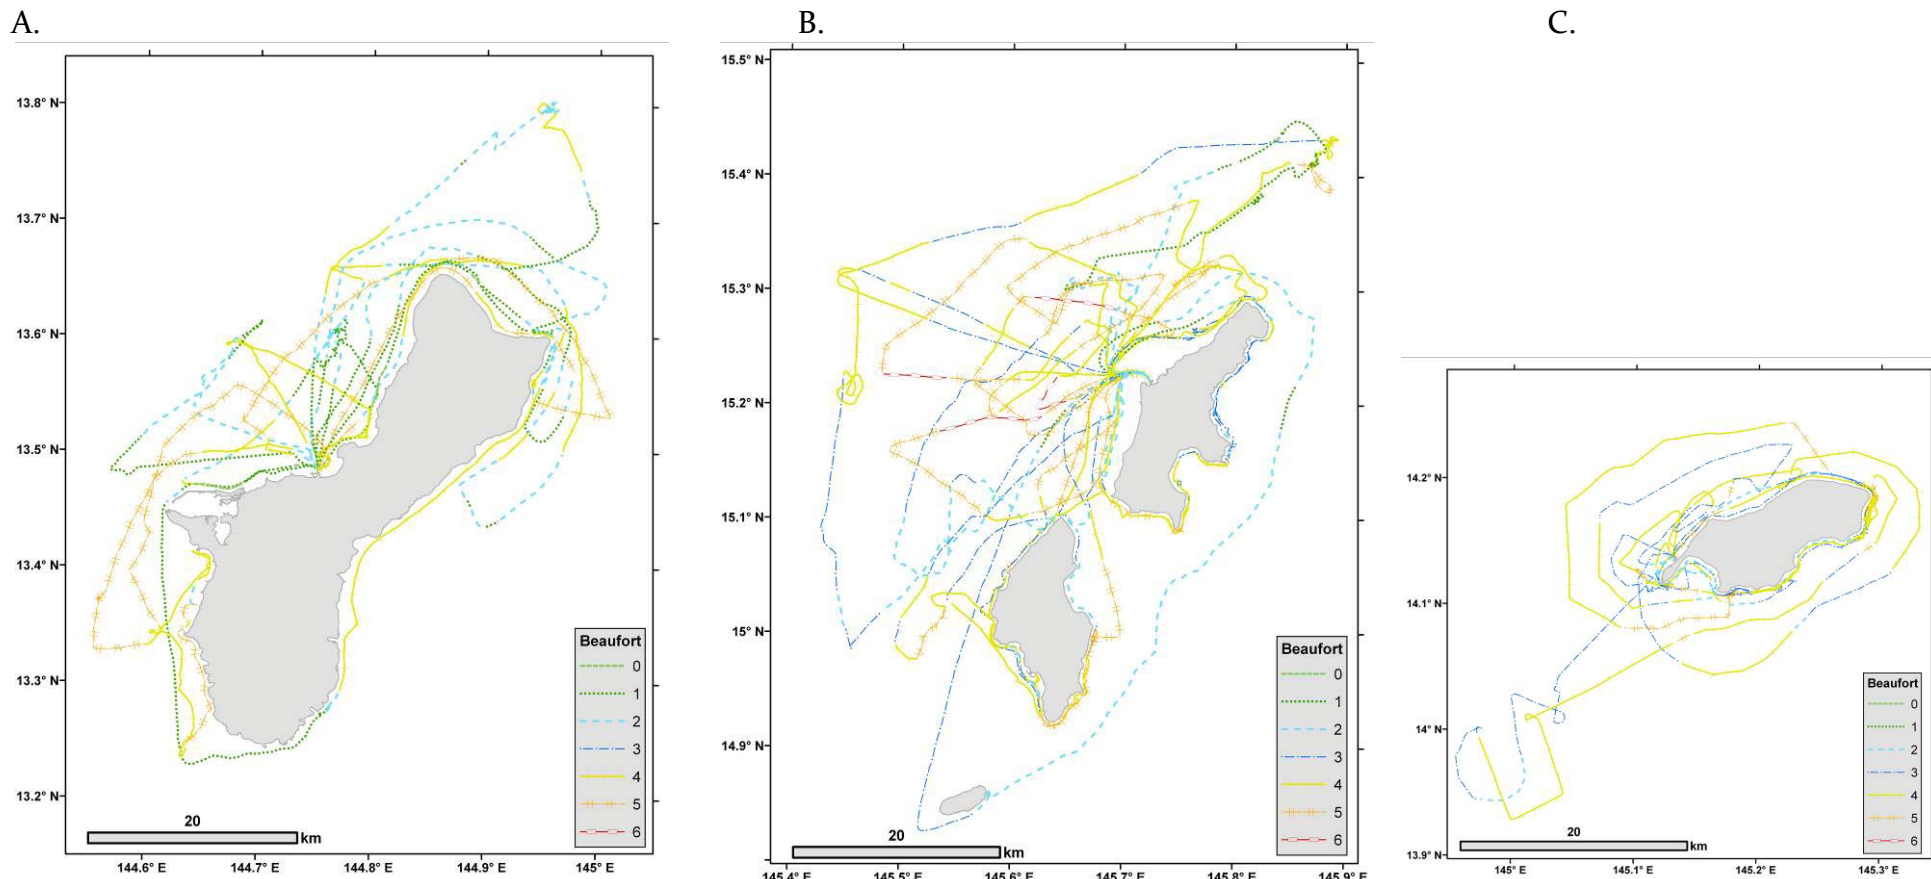 A.
B.
C.
13.8° N
13.7° N
13.6° N
13.5° N
13.4° N
13.3° N
13.2° N
144.6° E
144.7° E
144.8° E
144.9° E
145° E
20
km
Beaufort
0
1
2
3
4
5
6
15.5° N
15.4° N
15.3° N
15.2° N
15.1° N
15° N
14.9° N
145.4° E
145.5° E
145.6° E
145.7° E
145.8° E
145.9° E
20
km
Beaufort
0
1
2
3
4
5
6
14.2° N
14.1° N
14° N
13.9° N
145° E
145.1° E
145.2° E
145.3° E
20
km
Beaufort
0
1
2
3
4
5
6